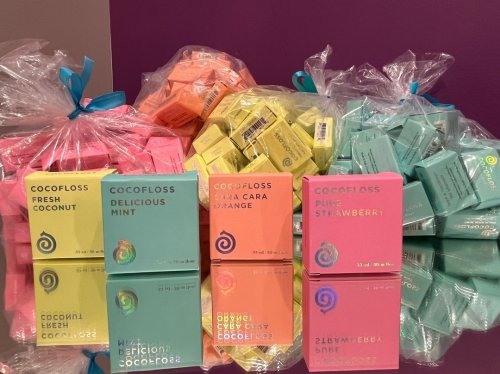 COCOFLOSS
FRESH
COCONUT
COCOFLOSS
DELICIOUS
MINT
COCOFLOSS
CARA CARA
ORANGE
COCOFLOSS
PURE
STRAWBERRY